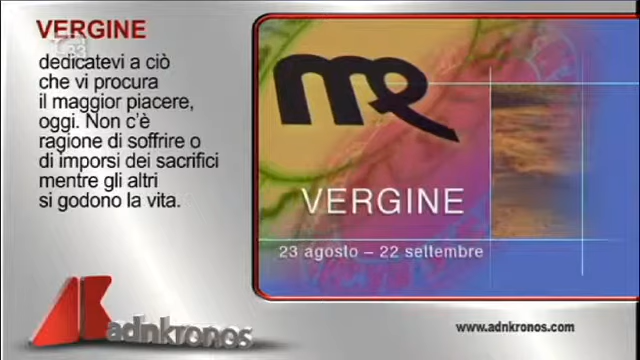 VERGINE
dedicatevi a ciò
che vi procura
il maggior piacere,
oggi. Non c'è
ragione di soffrire o
di imporsi dei sacrifici
mentre gli altri
si godono la vita.
VERGINE
23 agosto – 22 settembre
adnkronos
www.adnkronos.com